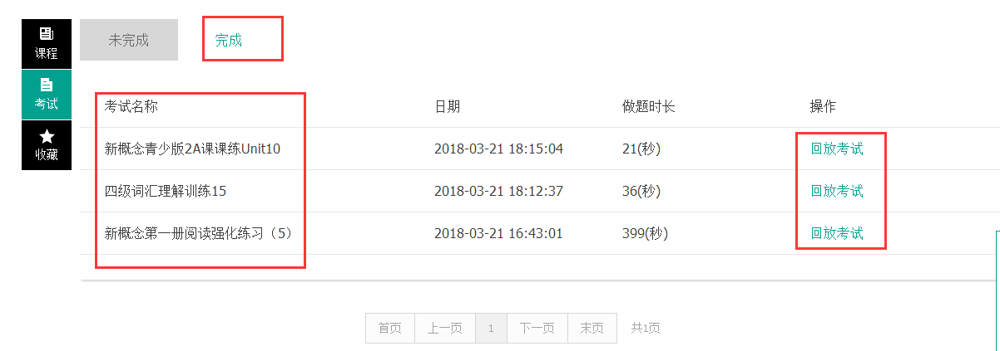 课程
考试
收藏
未完成 完成
考试名称 日期 做题时长 操作
新概念青少版2A课课练Unit10 2018-03-21 18:15:04 21(秒) 回放考试
四级词汇理解训练15 2018-03-21 18:12:37 36(秒) 回放考试
新概念第一册阅读强化练习（5） 2018-03-21 16:43:01 399(秒) 回放考试
首页 上一页 1 下一页 末页 共1页